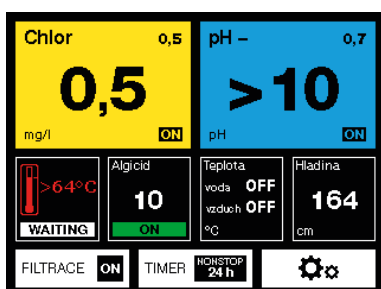 Chlor 0,5
0,5
mg/l ON
pH – 0,7
>10
pH ON
>64°C
WAITING
Algicid
10
ON
Teplota
voda OFF
vzduch OFF
°C
Hladina
164
cm
FILTRACE ON
TIMER NONSTOP
24 h